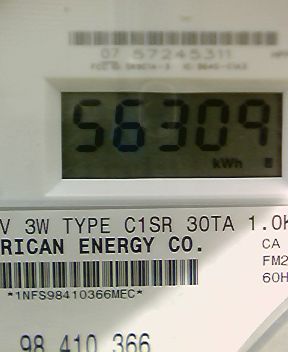 07 57245311
56309
kWh
V 3W TYPE C1SR 30TA 1.0K
RICAN ENERGY CO.
CA
FM2
60H
*1NFS98410366MEC*
98 410 366